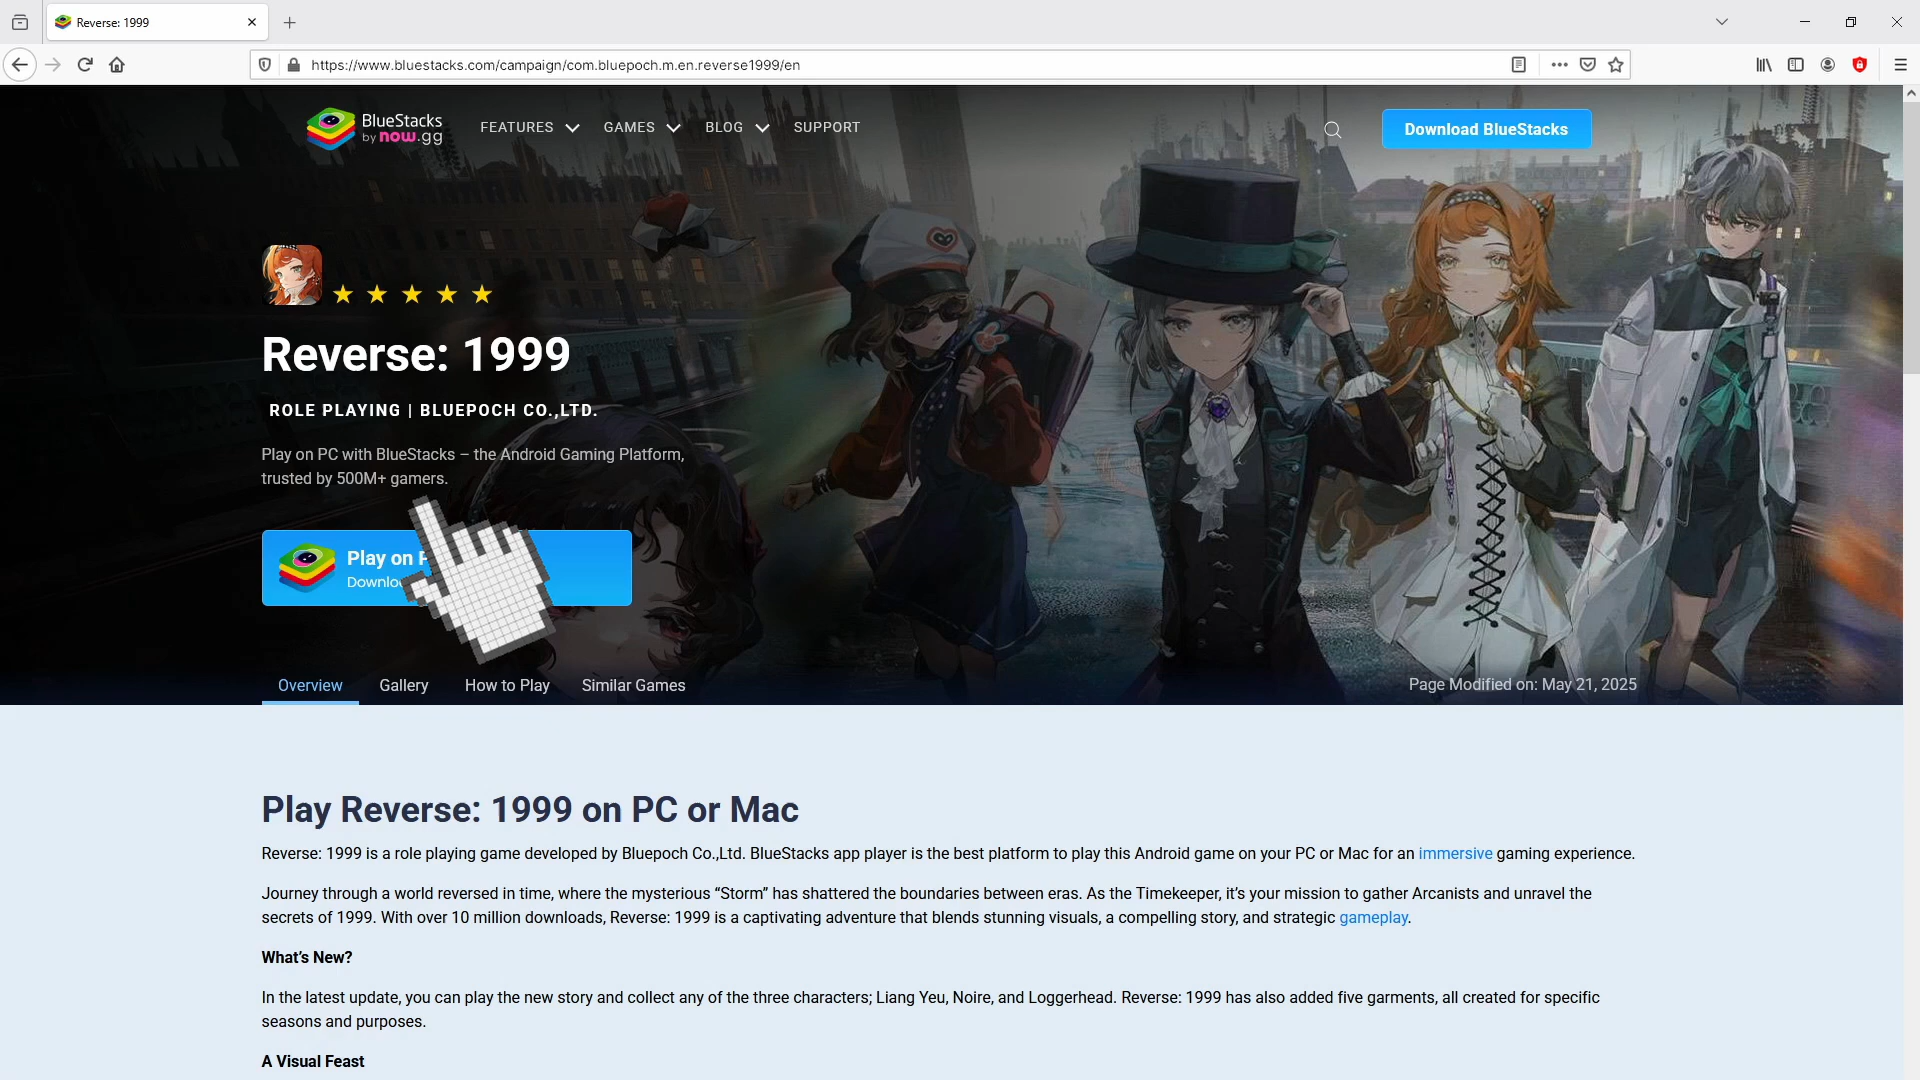 Reverse: 1999
https://www.bluestacks.com/campaign/com.bluepoch.m.en.reverse1999/en
BlueStacks
by now.gg
FEATURES
GAMES
BLOG
SUPPORT
Download BlueStacks
Reverse: 1999
ROLE PLAYING | BLUEPOCH CO.,LTD.
Play on PC with BlueStacks – the Android Gaming Platform,
trusted by 500M+ gamers.
Play on
Overview
Gallery
How to Play
Similar Games
Page Modified on: May 21, 2025
Play Reverse: 1999 on PC or Mac
Reverse: 1999 is a role playing game developed by Bluepoch Co.,Ltd. BlueStacks app player is the best platform to play this Android game on your PC or Mac for an immersive gaming experience.
Journey through a world reversed in time, where the mysterious “Storm” has shattered the boundaries between eras. As the Timekeeper, it’s your mission to gather Arcanists and unravel the
secrets of 1999. With over 10 million downloads, Reverse: 1999 is a captivating adventure that blends stunning visuals, a compelling story, and strategic gameplay.
What’s New?
In the latest update, you can play the new story and collect any of the three characters; Liang Yeu, Noire, and Loggerhead. Reverse: 1999 has also added five garments, all created for specific
seasons and purposes.
A Visual Feast